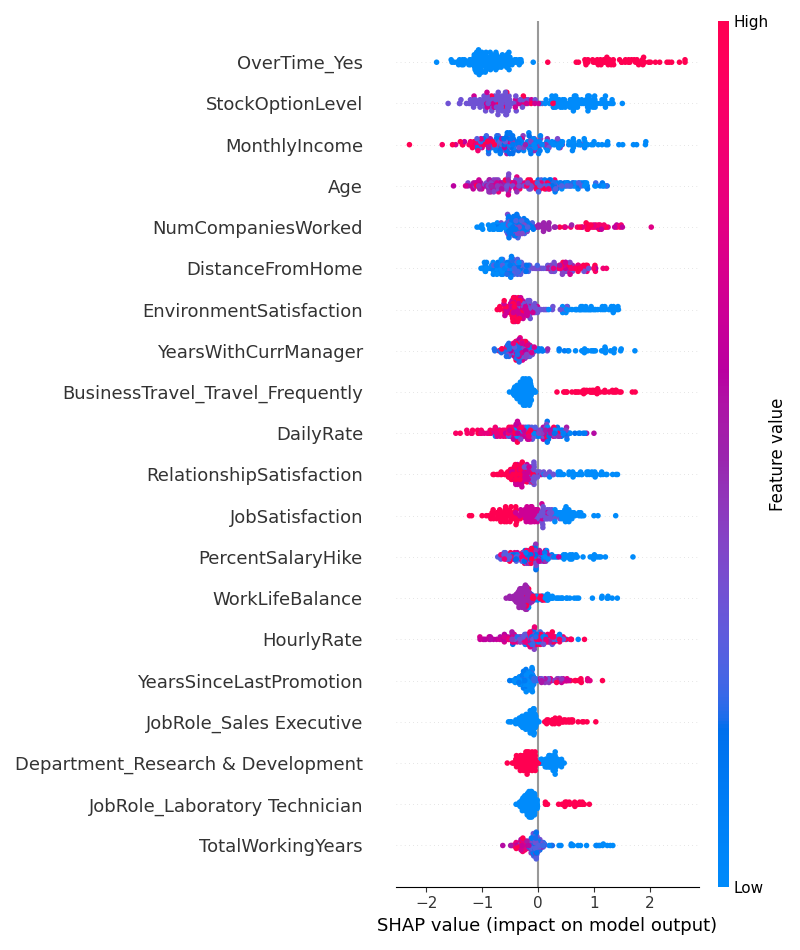 High
OverTime_Yes
StockOptionLevel
MonthlyIncome
Age
NumCompaniesWorked
DistanceFromHome
EnvironmentSatisfaction
YearsWithCurrManager
BusinessTravel_Travel_Frequently
DailyRate
RelationshipSatisfaction
JobSatisfaction
PercentSalaryHike
WorkLifeBalance
HourlyRate
YearsSinceLastPromotion
JobRole_Sales Executive
Department_Research & Development
JobRole_Laboratory Technician
TotalWorkingYears
Feature value
Low
−2 −1 0 1 2
SHAP value (impact on model output)